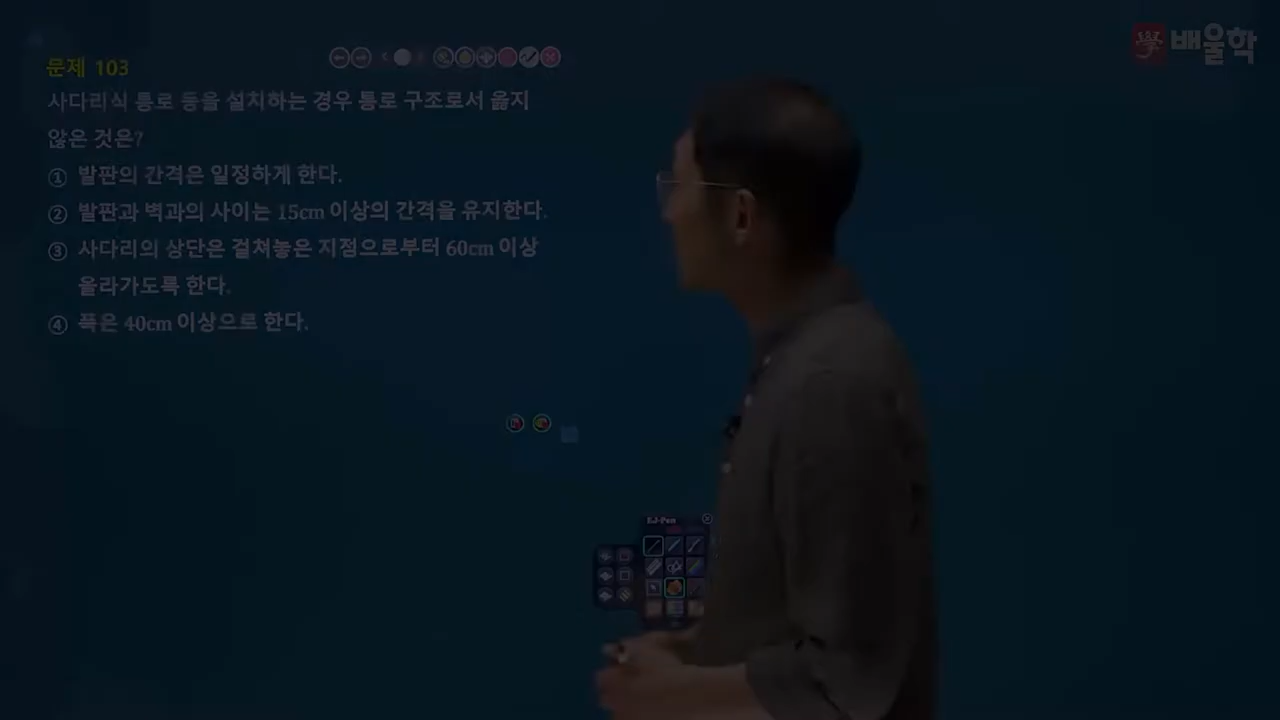 배울학
문제 103
사다리식 통로 등을 설치하는 경우 통로 구조로서 옳지
않은 것은?
① 발판의 간격은 일정하게 한다.
② 발판과 벽과의 사이는 15cm 이상의 간격을 유지한다.
③ 사다리의 상단은 걸쳐놓은 지점으로부터 60cm 이상
올라가도록 한다.
④ 폭은 40cm 이상으로 한다.
EJ-Pen